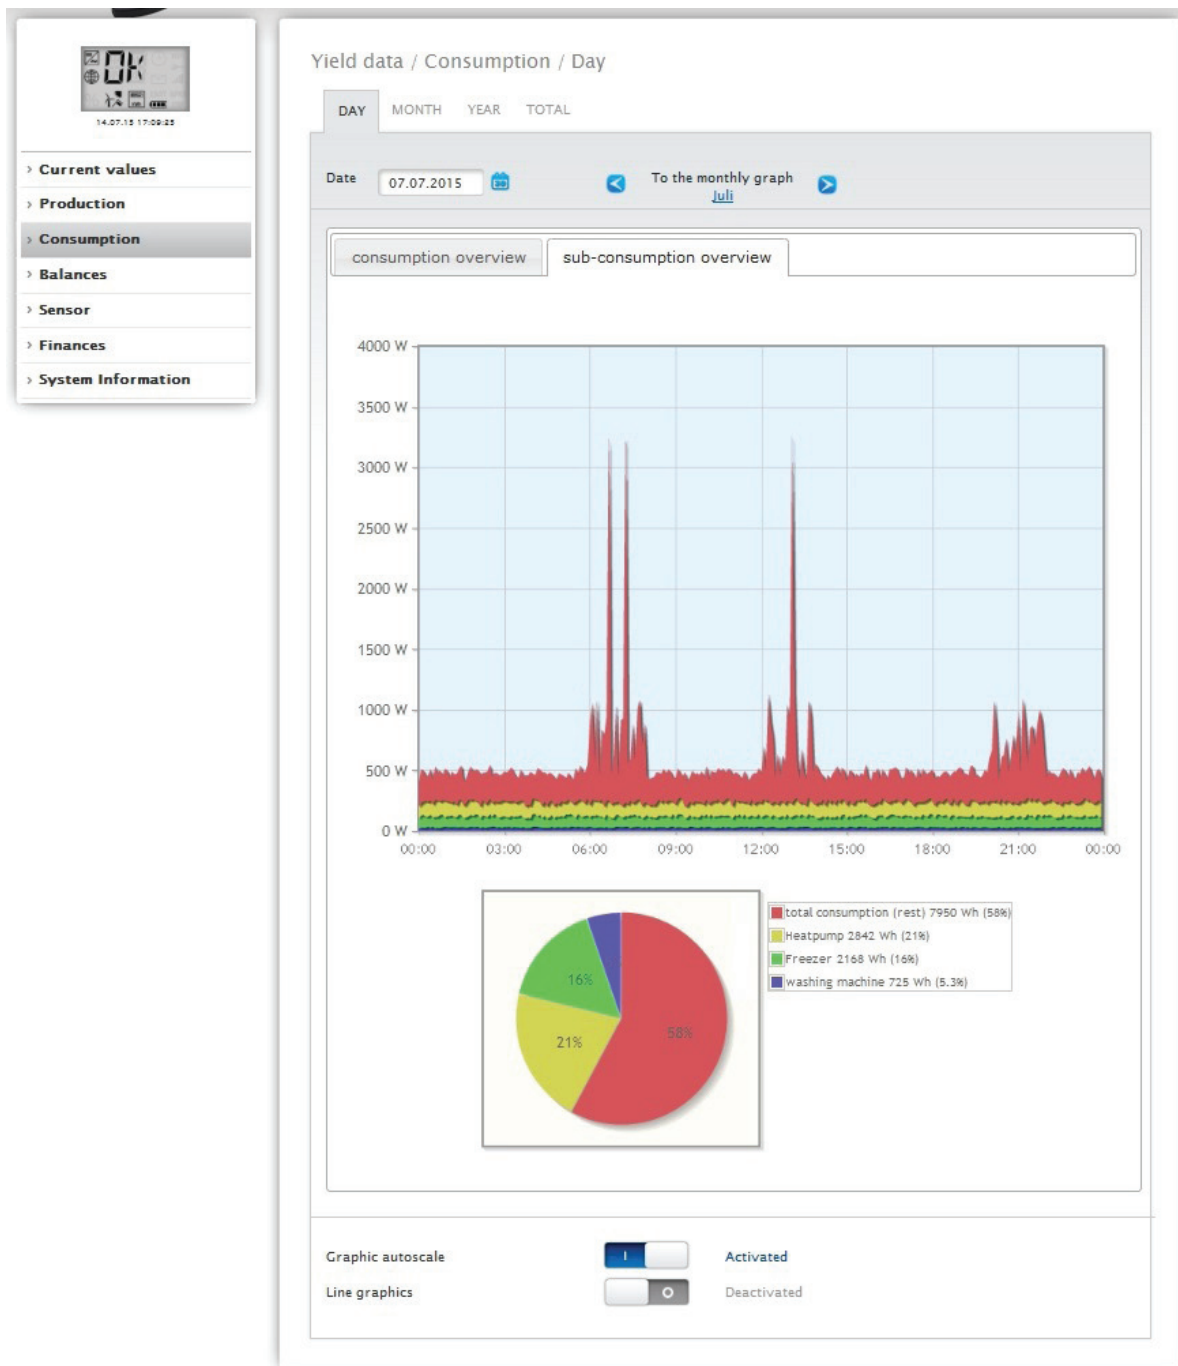 OK
14.07.15 17:09:25
Current values
Production
Consumption
Balances
Sensor
Finances
System Information
Yield data / Consumption / Day
DAY MONTH YEAR TOTAL
Date 07.07.2015 To the monthly graph
Juli
consumption overview sub-consumption overview
4000 W
3500 W
3000 W
2500 W
2000 W
1500 W
1000 W
500 W
0 W
00:00 03:00 06:00 09:00 12:00 15:00 18:00 21:00 00:00
total consumption (rest) 7950 Wh (58%)
Heatpump 2842 Wh (21%)
Freezer 2168 Wh (16%)
washing machine 725 Wh (5.3%)
16%
21%
58%
Graphic autoscale I Activated
Line graphics O Deactivated